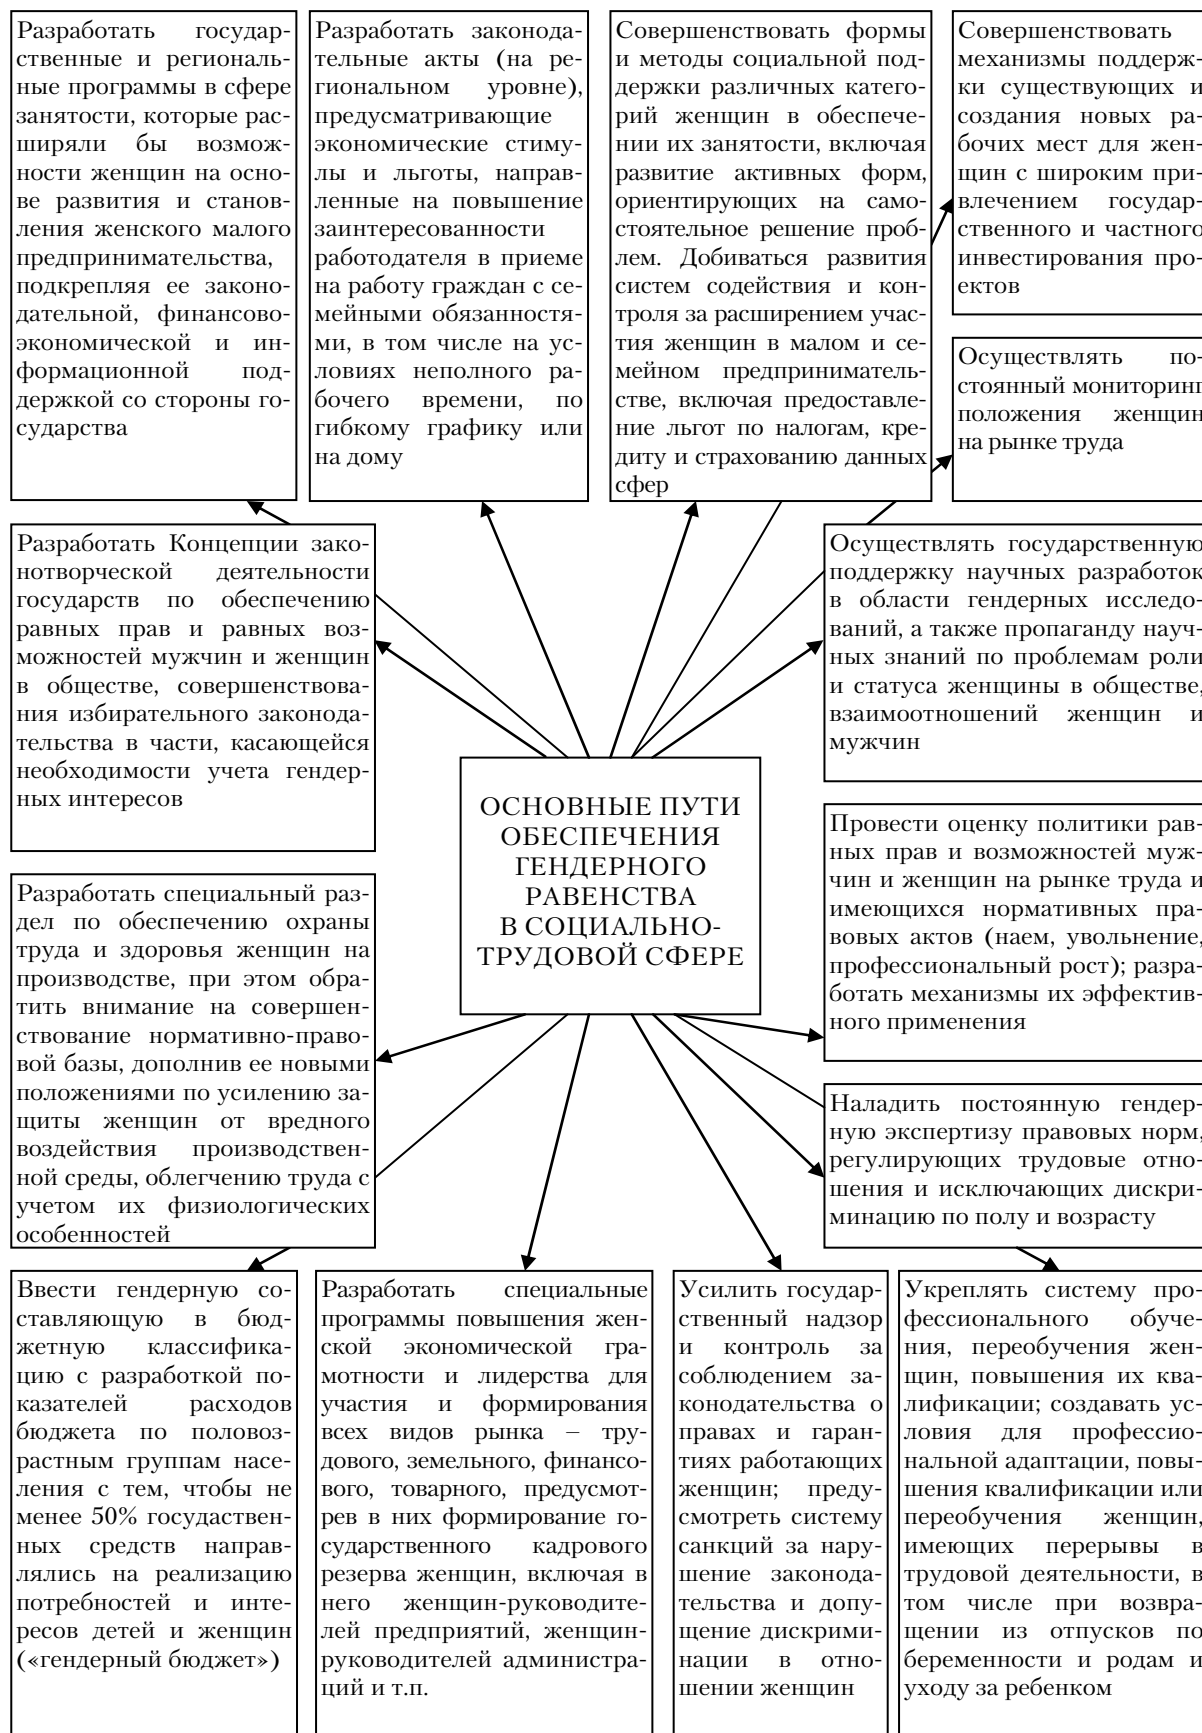 Разработать государ-
ственные и региональ-
ные программы в сфере
занятости, которые рас-
ширяли бы возмож-
ности женщин на осно-
ве развития и станов-
ления женского малого
предпринимательства,
подкрепляя ее законо-
дательной, финансово-
экономической и ин-
формационной под-
держкой со стороны го-
сударства
Разработать законода-
тельные акты (на ре-
гиональном уровне),
предусматривающие
экономические стиму-
лы и льготы, направ-
ленные на повышение
заинтересованности
работодателя в приеме
на работу граждан с се-
мейными обязанностя-
ми, в том числе на ус-
ловиях неполного ра-
бочего времени, по
гибкому графику или
на дому
Совершенствовать формы
и методы социальной под-
держки различных катего-
рий женщин в обеспече-
нии их занятости, включая
развитие активных форм,
ориентирующих на само-
стоятельное решение проб-
лем. Добиваться развития
систем содействия и кон-
троля за расширением учас-
тия женщин в малом и се-
мейном предприниматель-
стве, включая предоставле-
ние льгот по налогам, кре-
диту и страхованию данных
сфер
Совершенствовать
механизмы поддерж-
ки существующих и
создания новых ра-
бочих мест для жен-
щин с широким при-
влечением государ-
ственного и частного
инвестирования про-
ектов
Осуществлять по-
стоянный мониторинг
положения женщин
на рынке труда
Разработать Концепции зако-
нотворческой деятельности
государств по обеспечению
равных прав и равных воз-
можностей мужчин и женщин
в обществе, совершенствова-
ния избирательного законода-
тельства в части, касающейся
необходимости учета гендер-
ных интересов
Осуществлять государственную
поддержку научных разработок
в области гендерных исследо-
ваний, а также пропаганду науч-
ных знаний по проблемам роли
и статуса женщины в обществе,
взаимоотношений женщин и
мужчин
ОСНОВНЫЕ ПУТИ
ОБЕСПЕЧЕНИЯ
ГЕНДЕРНОГО
РАВЕНСТВА
В СОЦИАЛЬНО-
ТРУДОВОЙ СФЕРЕ
Провести оценку политики рав-
ных прав и возможностей муж-
чин и женщин на рынке труда и
имеющихся нормативных пра-
вовых актов (наем, увольнение,
профессиональный рост); разра-
ботать механизмы их эффектив-
ного применения
Разработать специальный раз-
дел по обеспечению охраны
труда и здоровья женщин на
производстве, при этом обра-
тить внимание на совершен-
ствование нормативно-право-
вой базы, дополнив ее новыми
положениями по усилению за-
щиты женщин от вредного
воздействия производствен-
ной среды, облегчению труда с
учетом их физиологических
особенностей
Наладить постоянную гендер-
ную экспертизу правовых норм,
регулирующих трудовые отно-
шения и исключающих дискри-
минацию по полу и возрасту
Ввести гендерную со-
ставляющую в бюд-
жетную классифика-
цию с разработкой по-
казателей расходов
бюджета по половоз-
растным группам насе-
ления с тем, чтобы не
менее 50% госудаствен-
ных средств направ-
лялись на реализацию
потребностей и инте-
ресов детей и женщин
(«гендерный бюджет»)
Разработать специальные
программы повышения жен-
ской экономической гра-
мотности и лидерства для
участия и формирования
всех видов рынка – тру-
дового, земельного, финансо-
вого, товарного, предусмот-
рев в них формирование го-
сударственного кадрового
резерва женщин, включая в
него женщин-руководите-
лей предприятий, женщин-
руководителей администра-
ций и т.п.
Усилить государ-
ственный надзор
и контроль за
соблюдением за-
конодательства о
правах и гаран-
тиях работающих
женщин; преду-
смотреть систему
санкций за нару-
шение законода-
тельства и допу-
щение дискрими-
нации в отно-
шении женщин
Укреплять систему про-
фессионального обуче-
ния, переобучения жен-
щин, повышения их ква-
лификации; создавать ус-
ловия для профессио-
нальной адаптации, повы-
шения квалификации или
переобучения женщин,
имеющих перерывы в
трудовой деятельности, в
том числе при возвра-
щении из отпусков по
беременности и родам и
уходу за ребенком